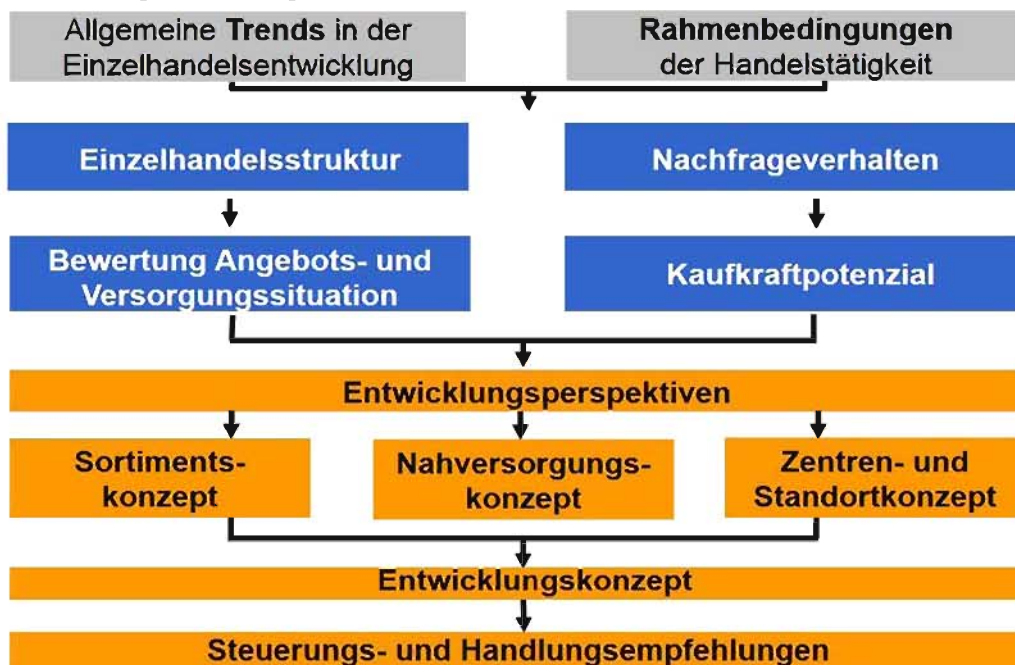 Allgemeine Trends in der
Einzelhandelsentwicklung
Rahmenbedingungen
der Handelstätigkeit
Einzelhandelsstruktur
Nachfrageverhalten
Bewertung Angebots- und
Versorgungssituation
Kaufkraftpotenzial
Entwicklungsperspektiven
Sortiments-
konzept
Nahversorgungs-
konzept
Zentren- und
Standortkonzept
Entwicklungskonzept
Steuerungs- und Handlungsempfehlungen